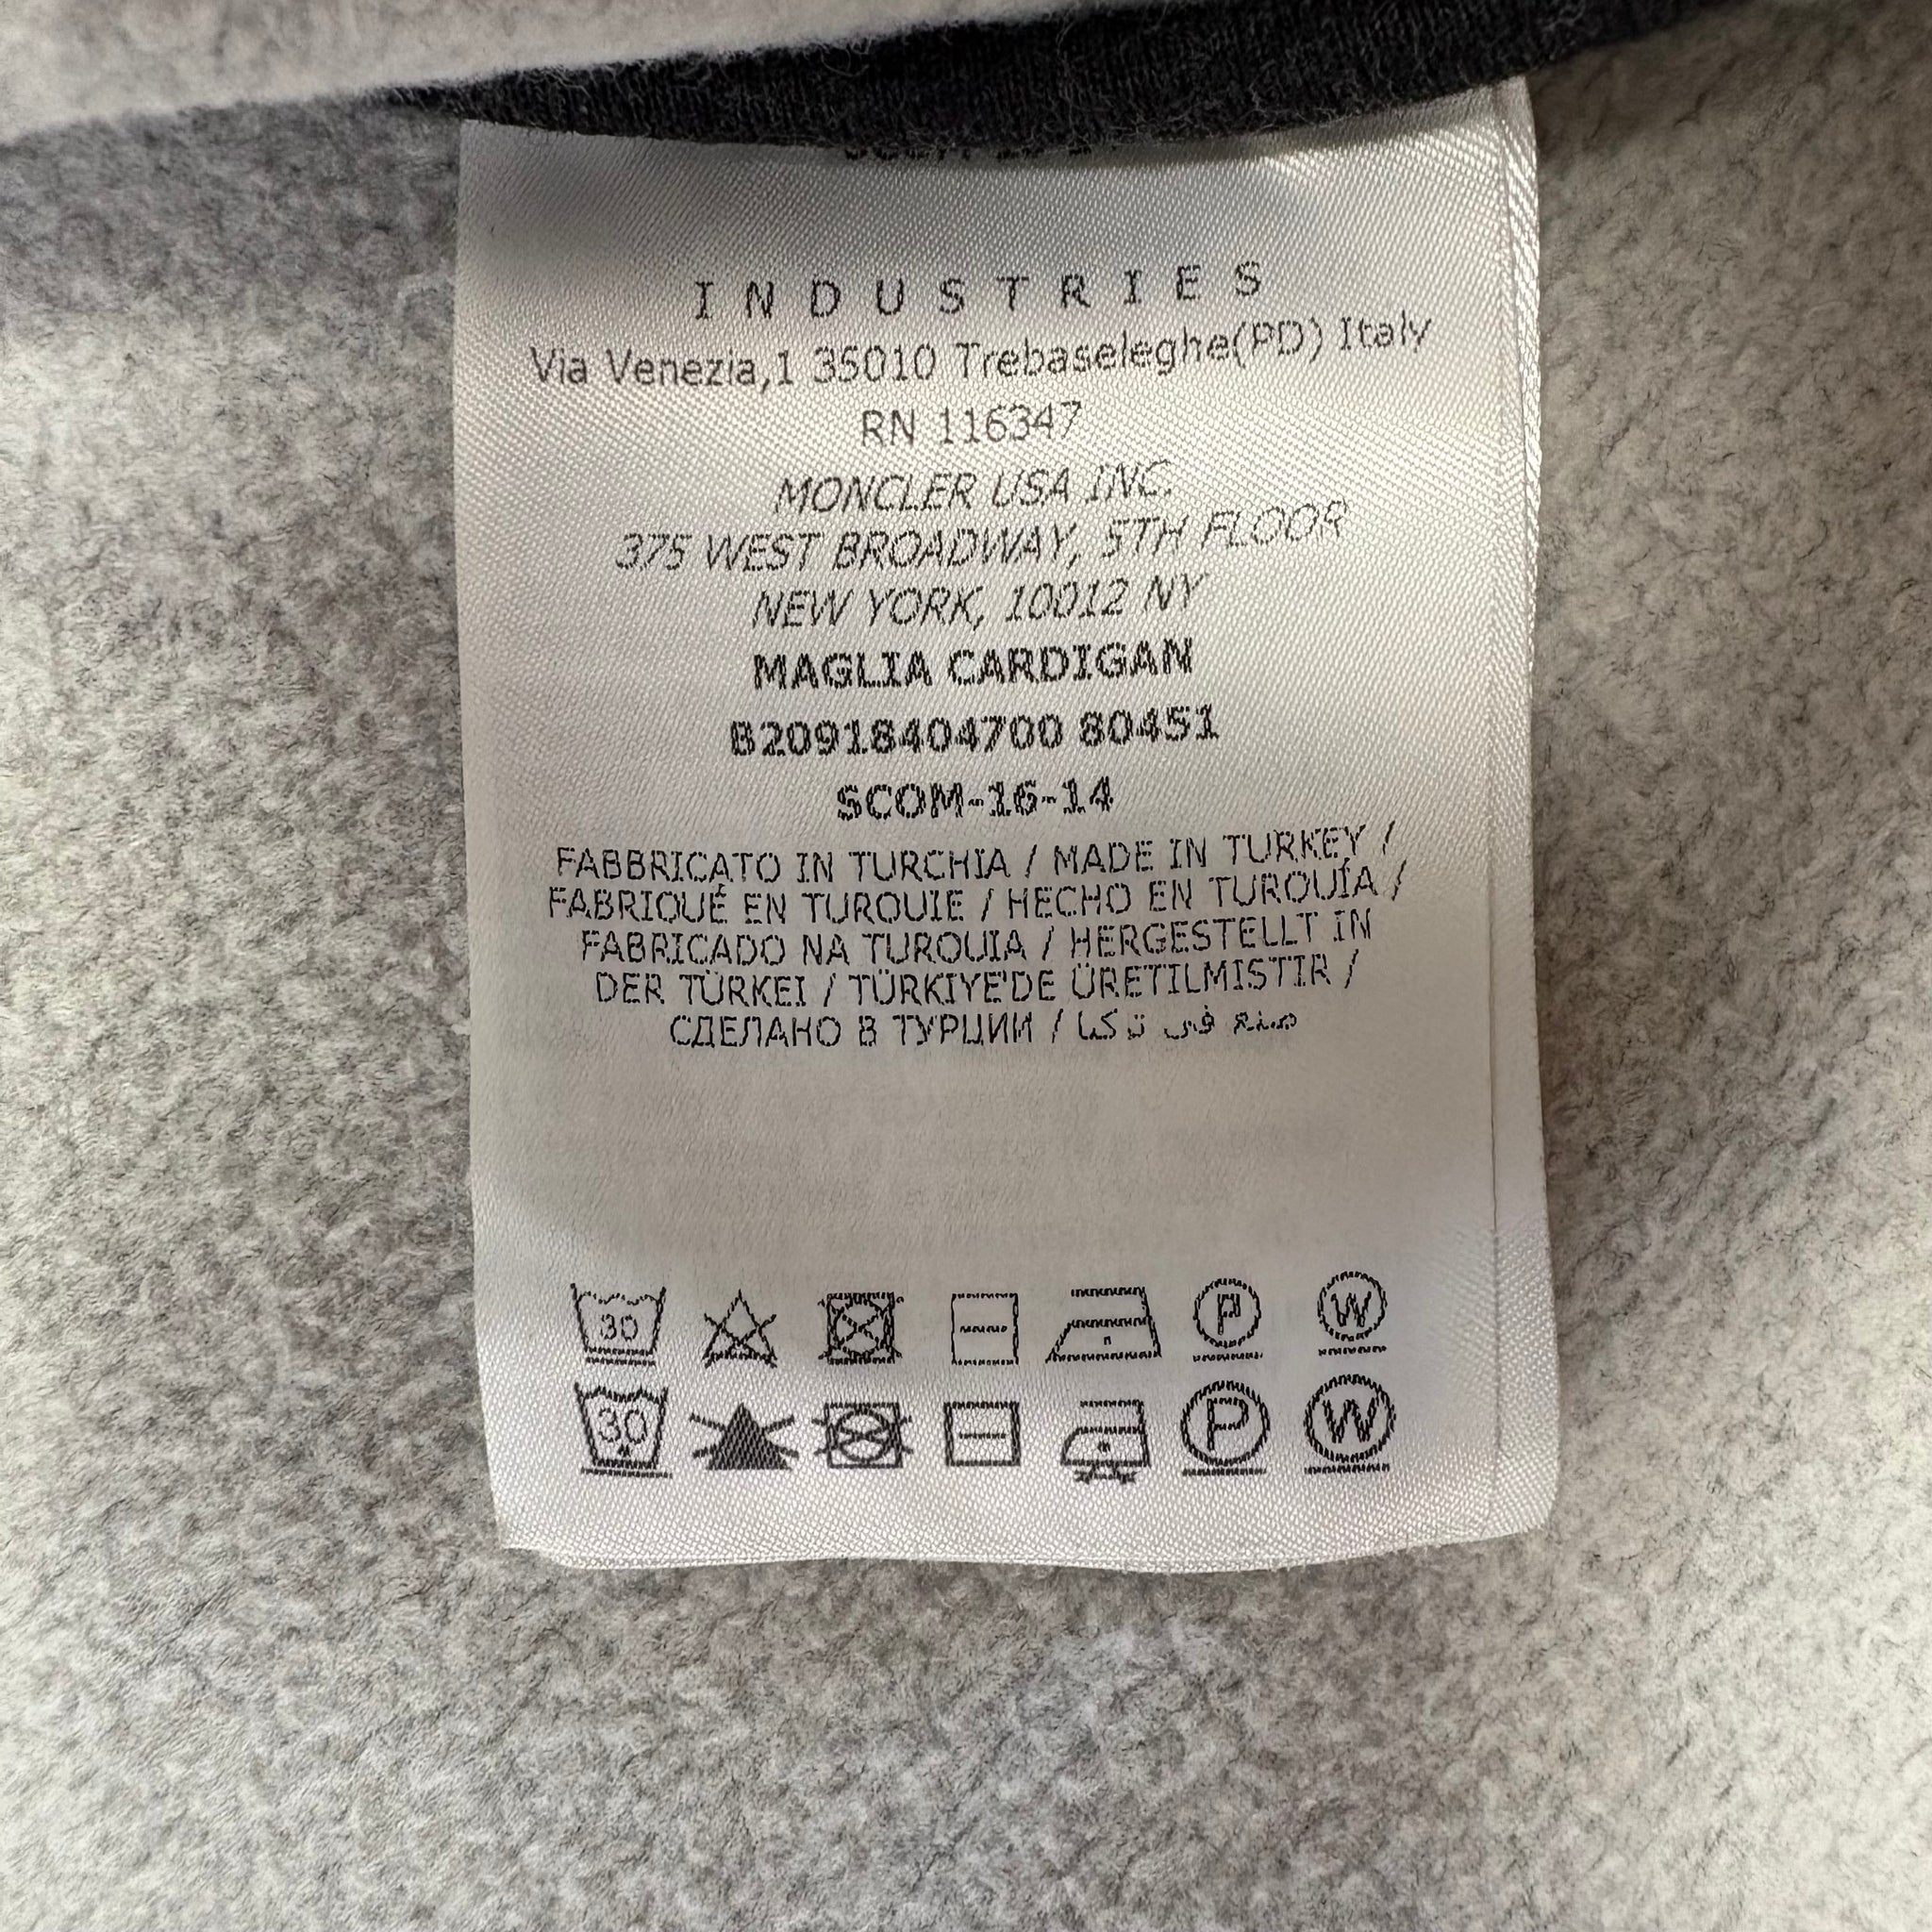 INDUSTRIES
Via Venezia,1 35010 Trebaseleghe(PD) Italy
RN 116347
MONCLER USA INC.
375 WEST BROADWAY, 5TH FLOOR
NEW YORK, 10012 NY
MAGLIA CARDIGAN
B20918404700 80451
SCOM-16-14
FABBRICATO IN TURCHIA / MADE IN TURKEY /
FABRIQUÉ EN TURQUIE / HECHO EN TURQUÍA /
FABRICADO NA TURQUIA / HERGESTELLT IN
DER TÜRKEI / TÜRKIYE'DE ÜRETILMISTIR /
СДЕЛАНО В ТУРЦИИ / صنع في
30 P W
30 P W